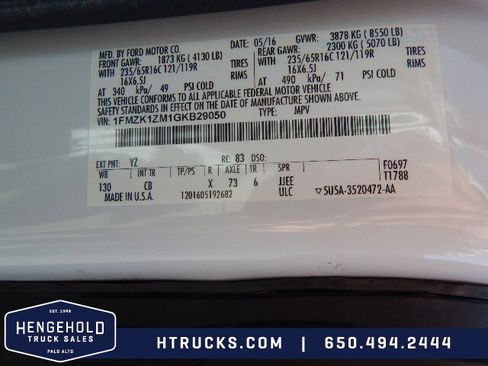 MFD. BY FORD MOTOR CO.
05/16
GVWR: 3878 KG ( 8550 LB)
FRONT GAWR: 1873 KG ( 4130 LB)
REAR GAWR: 2300 KG ( 5070 LB)
WITH 235/65R16C 121/119R TIRES
WITH 235/65R16C 121/119R TIRES
16X6.5J RIMS
16X6.5J RIMS
AT 340 kPa/ 49 PSI COLD
AT 490 kPa/ 71 PSI COLD
THIS VEHICLE CONFORMS TO ALL APPLICABLE FEDERAL MOTOR VEHICLE
SAFETY STANDARDS IN EFFECT ON THE DATE OF MANUFACTURE SHOWN ABOVE.
VIN: 1FMZK1ZM1GKB29050
TYPE: MPV
EXT PNT: YZ RC: 83 DSO:
WB INT TR TP/PS R AXLE TR SPR
130 CB X 73 6 JJEE
F0697
T1788
MADE IN U.S.A. 1201605192682 ULC ▽5U5A-3520472-AA
EST. 1948
HENGEHOLD
TRUCK SALES
PALO ALTO
HTRUCKS.COM | 650.494.2444